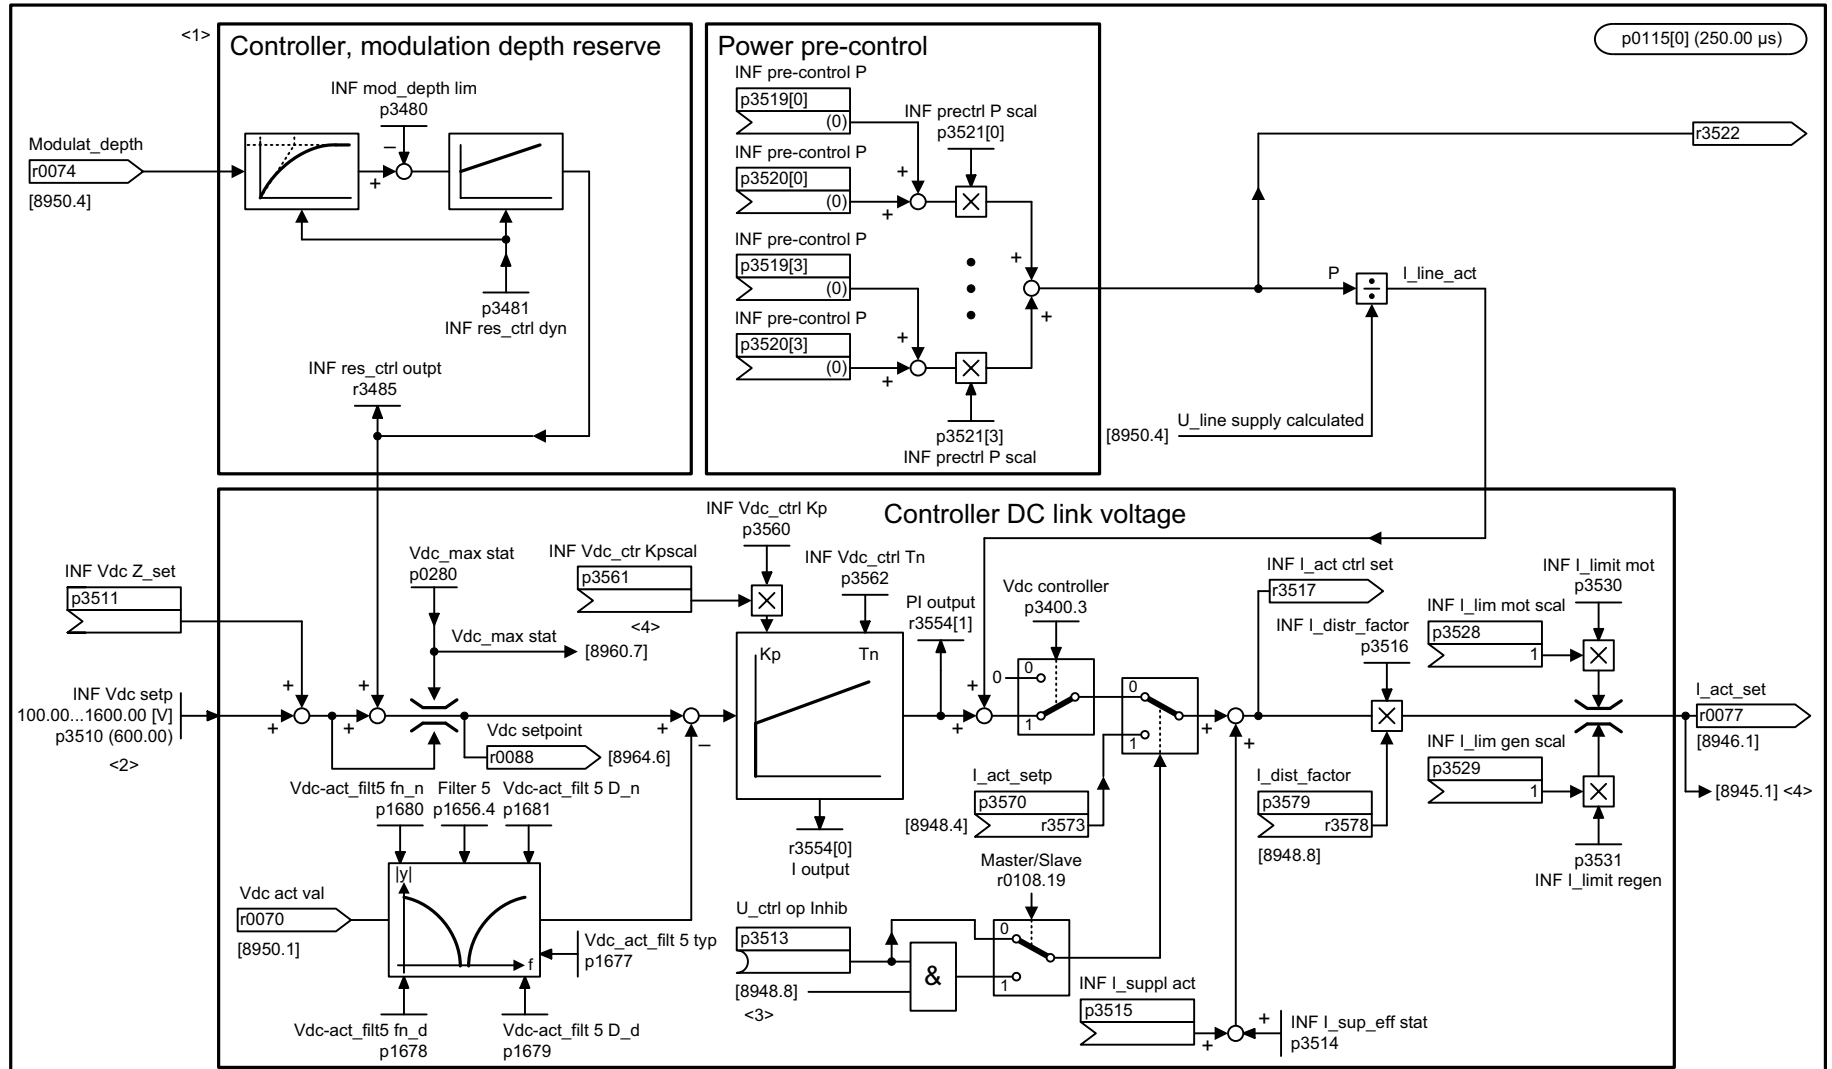 <1>
Controller, modulation depth reserve
INF mod_depth lim
p3480
–
+
Modulat_depth
r0074
[8950.4]
p3481
INF res_ctrl dyn
INF res_ctrl outpt
r3485
Power pre-control
INF pre-control P
p3519[0]
(0)
INF prectrl P scal
p3521[0]
INF pre-control P
p3520[0]
(0)
+
+
INF pre-control P
p3519[3]
(0)
INF pre-control P
p3520[3]
(0)
+
+
+
+
p3521[3]
INF prectrl P scal
p0115[0] (250.00 µs)
r3522
P
÷
I_line_act
U_line supply calculated
[8950.4]
Controller DC link voltage
INF Vdc Z_set
p3511
INF Vdc setp
100.00...1600.00 [V]
p3510 (600.00)
<2>
+
+
+
+
Vdc_max stat
p0280
Vdc_max stat
[8960.7]
Vdc setpoint
r0088
[8964.6]
+
–
INF Vdc_ctrl Kp
p3560
INF Vdc_ctr Kpscal
p3561
<4>
INF Vdc_ctrl Tn
p3562
Kp
Tn
PI output
r3554[1]
r3554[0]
I output
+
+
Vdc controller
p3400.3
0
0
1
0
1
+
+
INF I_act ctrl set
r3517
INF I_distr_factor
p3516
INF I_limit mot
p3530
INF I_lim mot scal
p3528
1
INF I_lim gen scal
p3529
1
p3531
INF I_limit regen
I_act_set
r0077
[8946.1]
[8945.1] <4>
I_act_setp
p3570
r3573
[8948.4]
I_dist_factor
p3579
r3578
[8948.8]
Vdc-act_filt5 fn_n
p1680
Filter 5
p1656.4
Vdc-act_filt 5 D_n
p1681
|y|
f
Vdc act val
r0070
[8950.1]
Vdc_act_filt 5 typ
p1677
Vdc-act_filt5 fn_d
p1678
Vdc-act_filt 5 D_d
p1679
U_ctrl op Inhib
p3513
[8948.8]
<3>
&
Master/Slave
r0108.19
0
1
INF I_suppl act
p3515
+
+
INF I_sup_eff stat
p3514